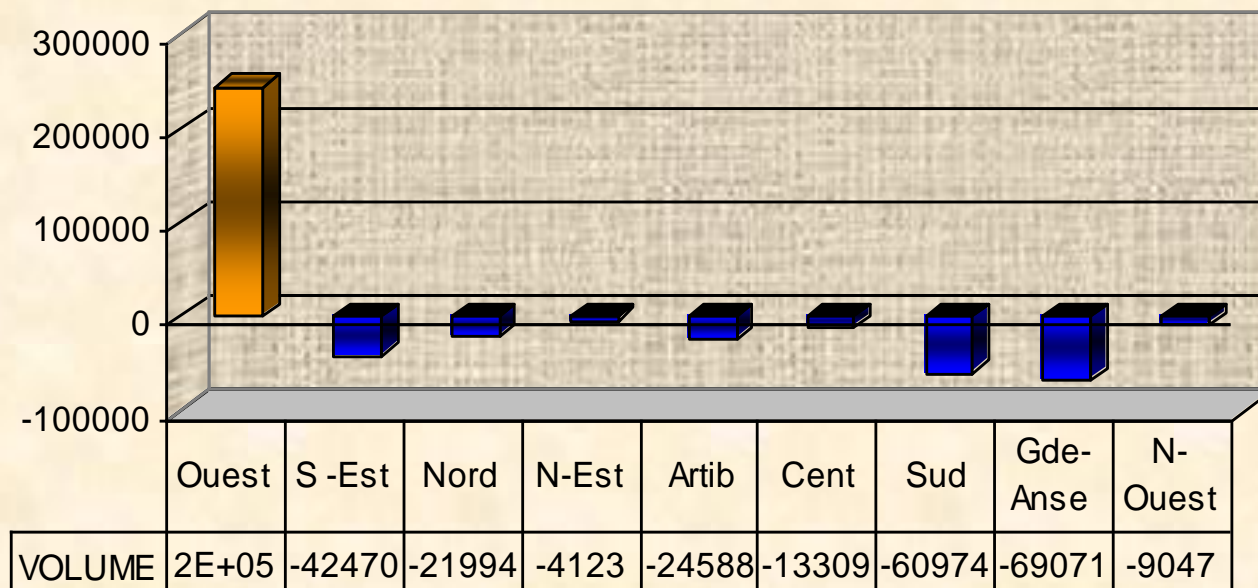 300000
200000
100000
0
-100000
Ouest S -Est Nord N-Est Artib Cent Sud Gde-Anse N-Ouest
VOLUME 2E+05 -42470 -21994 -4123 -24588 -13309 -60974 -69071 -9047